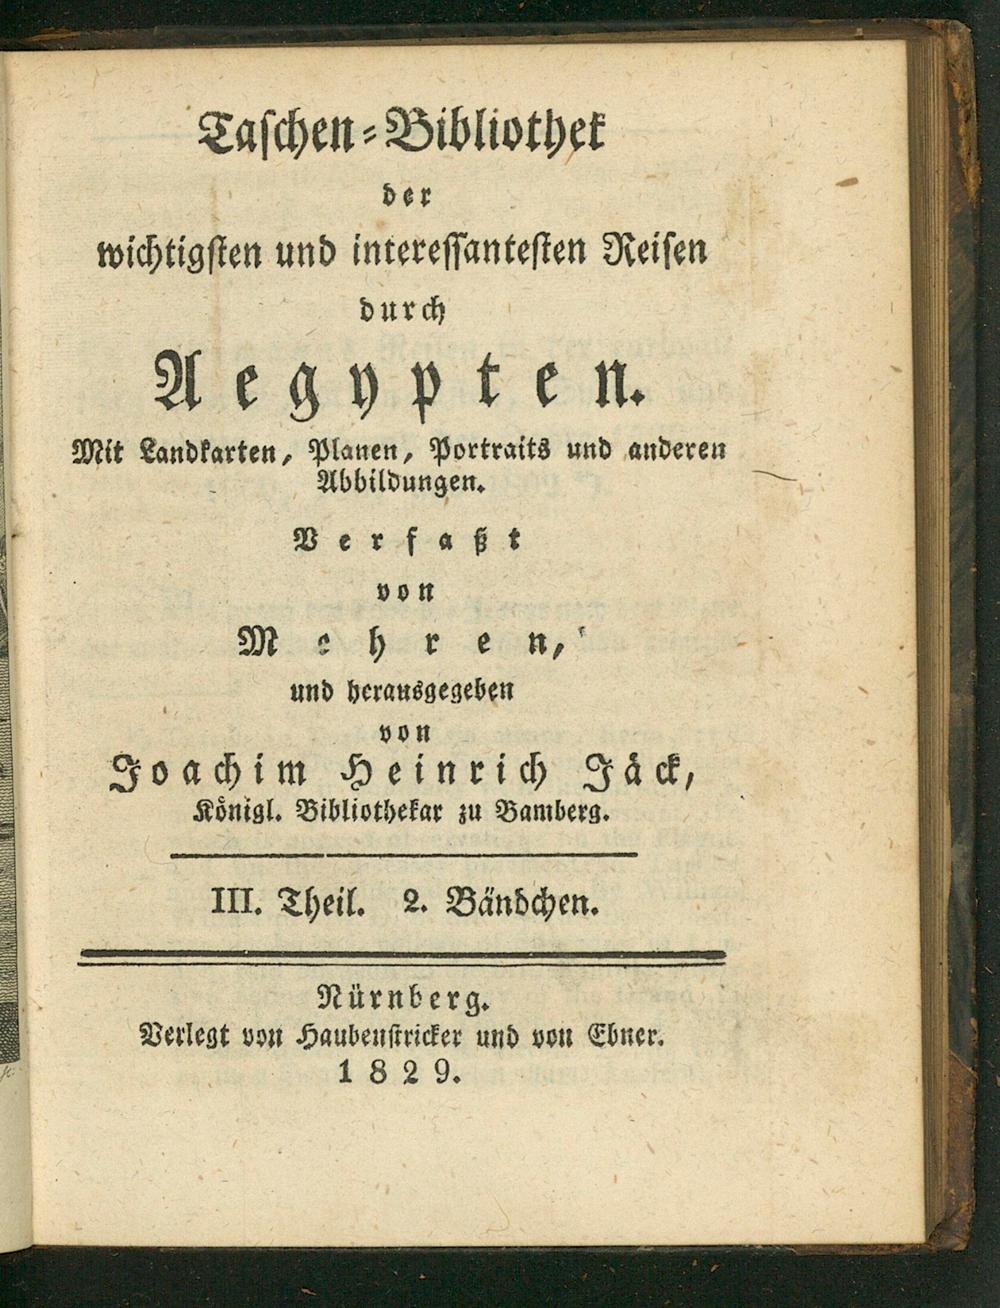 Taschen-Bibliothek
der
wichtigsten und interessantesten Reisen
durch
Aegypten.
Mit Landkarten, Planen, Portraits und anderen
Abbildungen.
Verfaßt
von
Mehren,
und herausgegeben
von
Joachim Heinrich Jäck,
Königl. Bibliothekar zu Bamberg.
III. Theil. 2. Bändchen.
Nürnberg.
Verlegt von Haubenstricker und von Ebner.
1829.